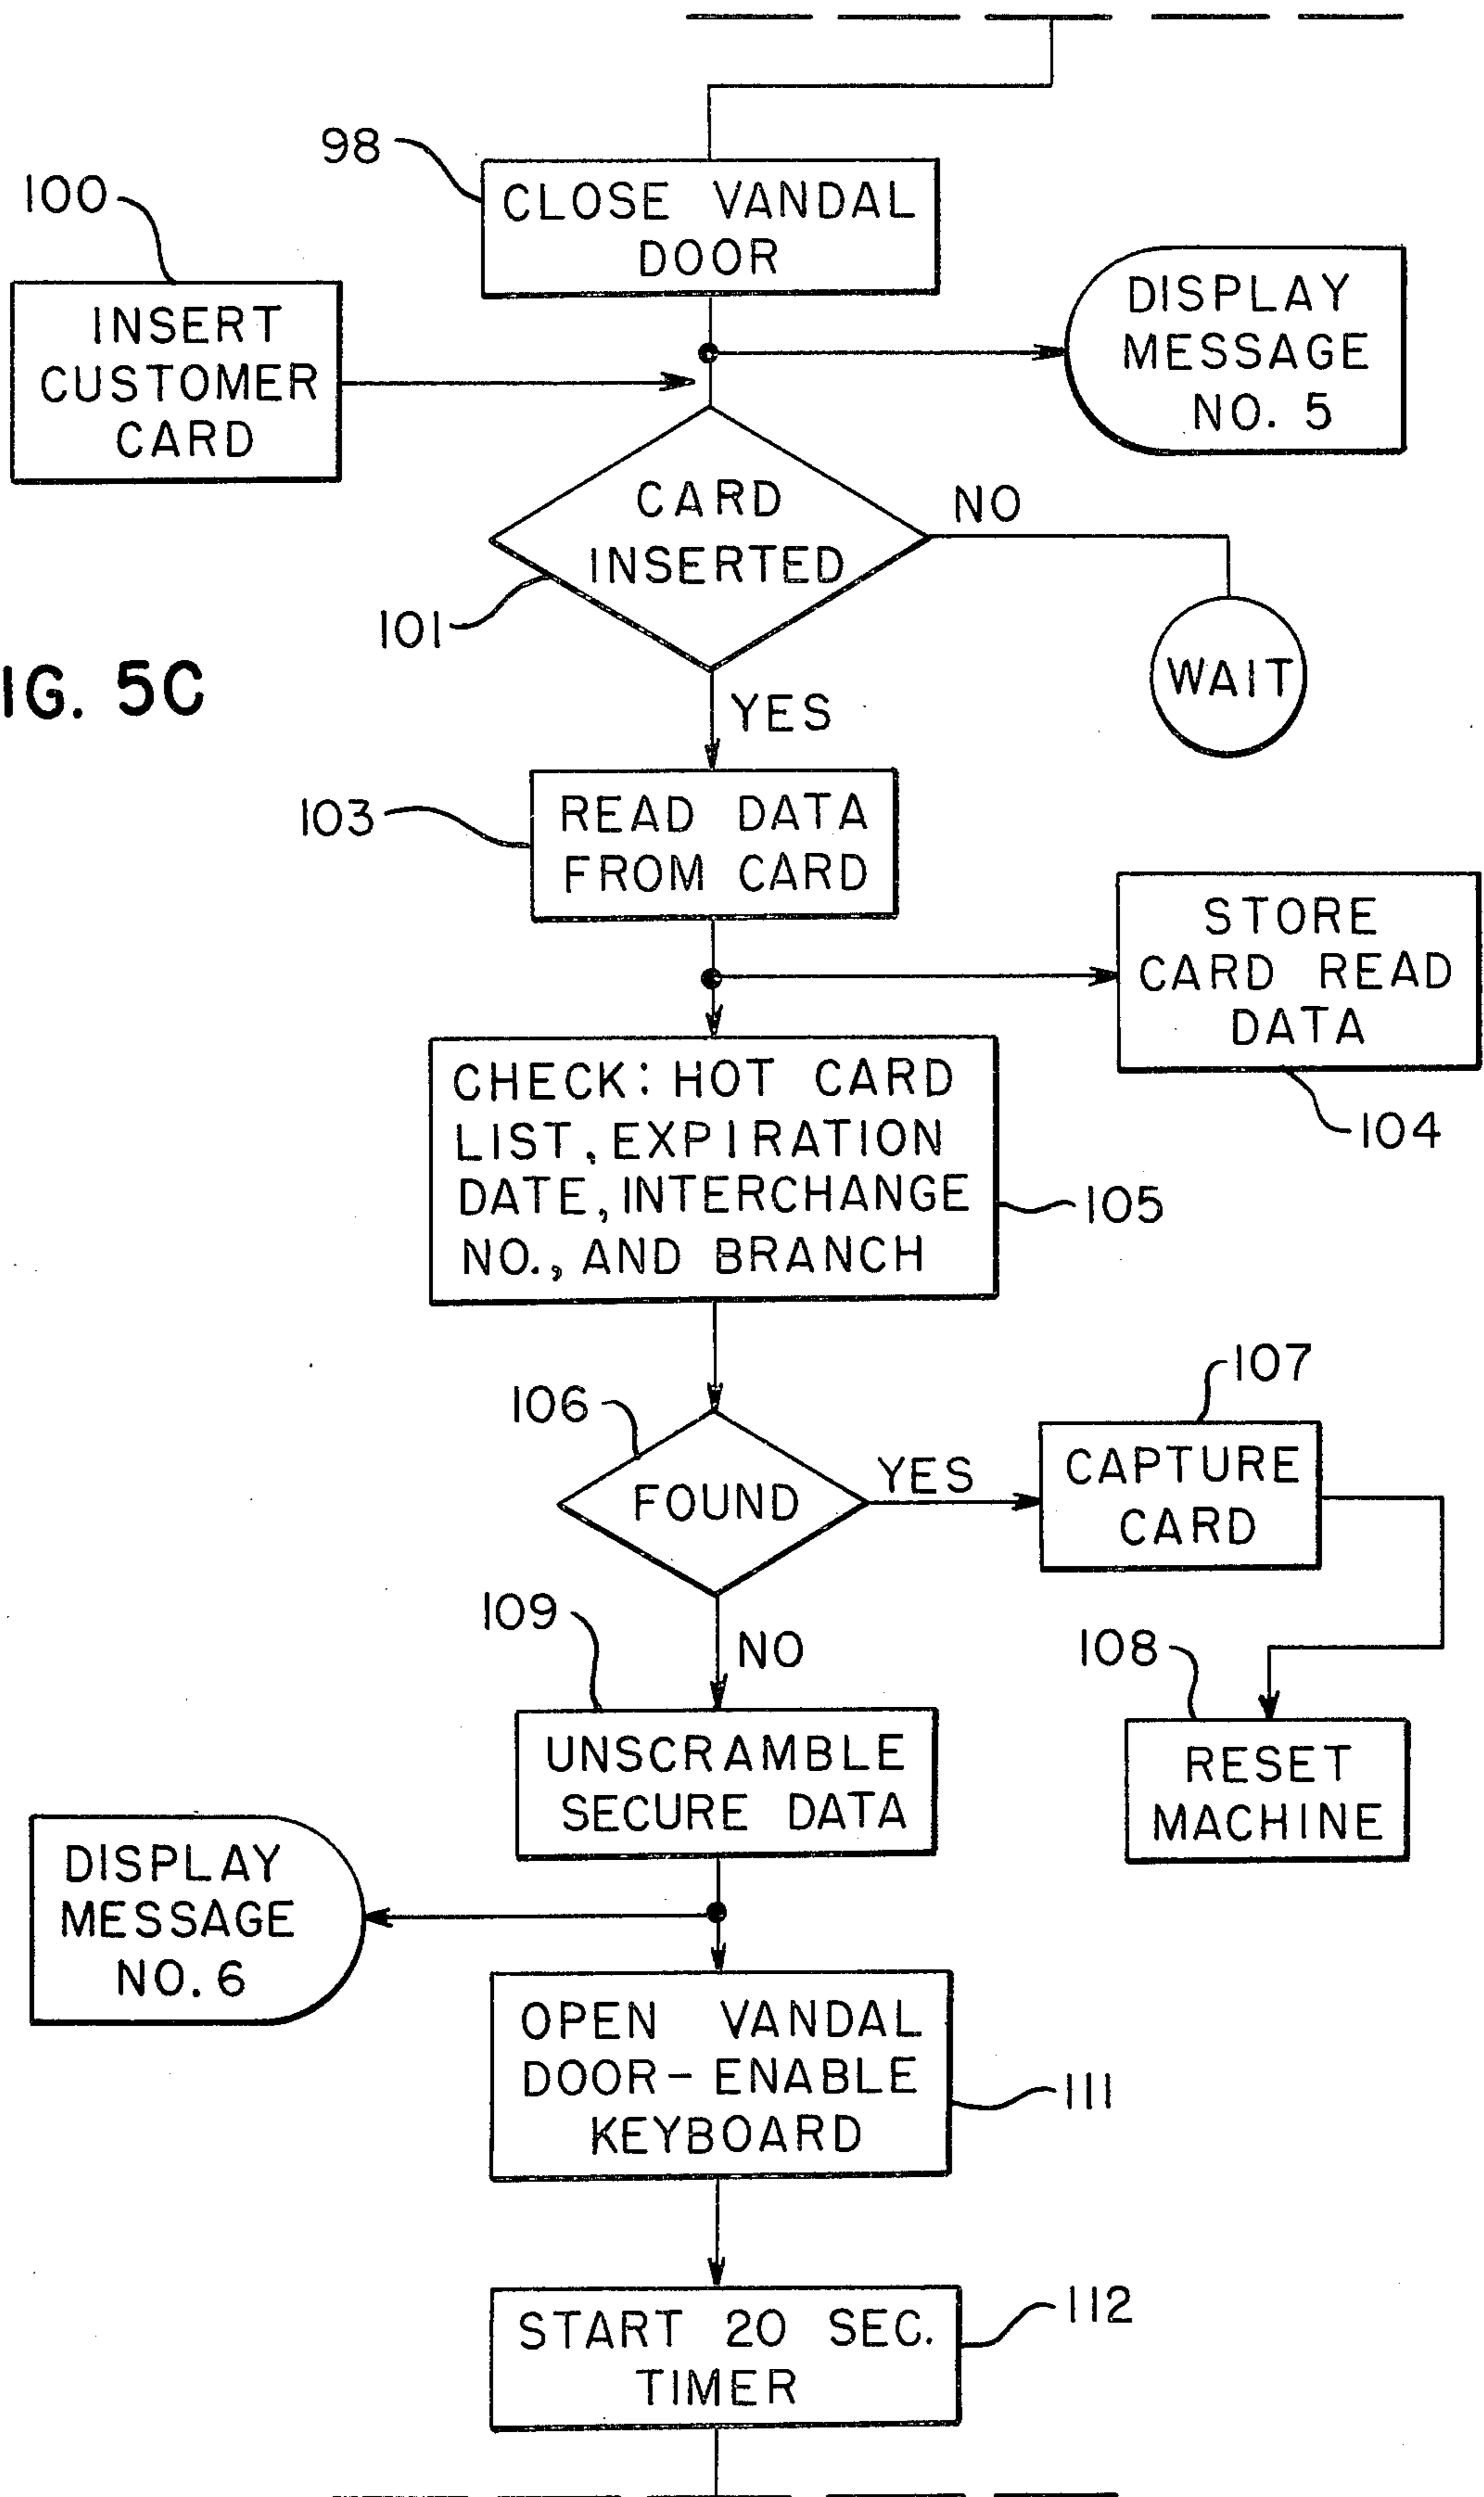 98
CLOSE VANDAL
DOOR
100
INSERT
CUSTOMER
CARD
DISPLAY
MESSAGE
NO. 5
CARD
INSERTED
NO
101
WAIT
IG. 5C
YES
103
READ DATA
FROM CARD
STORE
CARD READ
DATA
104
CHECK: HOT CARD
LIST, EXPIRATION
DATE, INTERCHANGE
NO., AND BRANCH
105
106
FOUND
YES
107
CAPTURE
CARD
109
NO
108
RESET
MACHINE
UNSCRAMBLE
SECURE DATA
DISPLAY
MESSAGE
NO. 6
OPEN VANDAL
DOOR- ENABLE
KEYBOARD
111
START 20 SEC.
TIMER
112